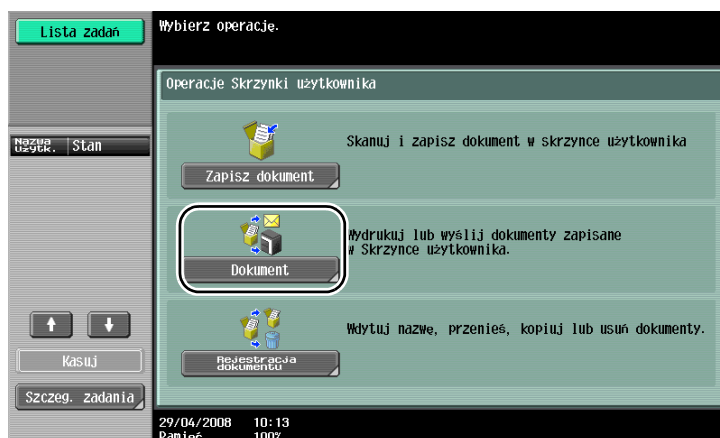 Lista zadań
Wybierz operację.
Operacje Skrzynki użytkownika
Nazwa
użytk.
Stan
Skanuj i zapisz dokument w skrzynce użytkownika
Zapisz dokument
Wydrukuj lub wyślij dokumenty zapisane
w Skrzynce użytkownika.
Dokument
Wdytuj nazwę, przenieś, kopiuj lub usuń dokumenty.
Rejestracja
dokumentu
Kasuj
Szczeg. zadania
29/04/2008 10:13
Pamięć 100%